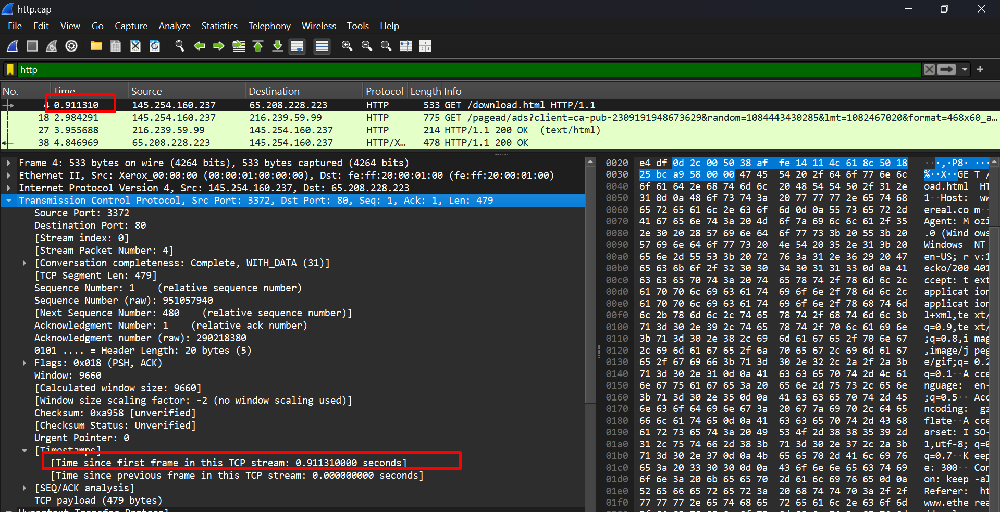 http.cap
File Edit View Go Capture Analyze Statistics Telephony Wireless Tools Help
http
No. Time Source Destination Protocol Length Info
4 0.911310 145.254.160.237 65.208.228.223 HTTP 533 GET /download.html HTTP/1.1
18 2.984291 145.254.160.237 216.239.59.99 HTTP 775 GET /pagead/ads?client=ca-pub-2309191948673629&random=1084443430285&lmt=1082467020&format=468x60_a...
27 3.955688 216.239.59.99 145.254.160.237 HTTP 214 HTTP/1.1 200 OK (text/html)
38 4.846969 65.208.228.223 145.254.160.237 HTTP/X... 478 HTTP/1.1 200 OK
Frame 4: 533 bytes on wire (4264 bits), 533 bytes captured (4264 bits)
Ethernet II, Src: Xerox_00:00:00 (00:00:01:00:00:00), Dst: fe:ff:20:00:01:00 (fe:ff:20:00:01:00)
Internet Protocol Version 4, Src: 145.254.160.237, Dst: 65.208.228.223
Transmission Control Protocol, Src Port: 3372, Dst Port: 80, Seq: 1, Ack: 1, Len: 479
Source Port: 3372
Destination Port: 80
[Stream index: 0]
[Stream Packet Number: 4]
[Conversation completeness: Complete, WITH_DATA (31)]
[TCP Segment Len: 479]
Sequence Number: 1 (relative sequence number)
Sequence Number (raw): 951057940
[Next Sequence Number: 480 (relative sequence number)]
Acknowledgment Number: 1 (relative ack number)
Acknowledgment number (raw): 290218380
0101 .... = Header Length: 20 bytes (5)
Flags: 0x018 (PSH, ACK)
Window: 9660
[Calculated window size: 9660]
[Window size scaling factor: -2 (no window scaling used)]
Checksum: 0xa958 [unverified]
[Checksum Status: Unverified]
Urgent Pointer: 0
[Timestamps]
[Time since first frame in this TCP stream: 0.911310000 seconds]
[Time since previous frame in this TCP stream: 0.000000000 seconds]
[SEQ/ACK analysis]
TCP payload (479 bytes)
Hypertext Transfer Protocol
0020 e4 df 0d 2c 00 50 38 af fe 14 11 4c 61 8c 50 18 ···,·P8· ····
0030 25 bc a9 58 00 00 47 45 54 20 2f 64 6f 77 6e 6c %··X··GE T /
0040 6f 61 64 2e 68 74 6d 6c 20 48 54 54 50 2f 31 2e oad.html HT
0050 31 0d 0a 48 6f 73 74 3a 20 77 77 77 2e 65 74 68 1··Host: ww
0060 65 72 65 61 6c 2e 63 6f 6d 0d 0a 55 73 65 72 2d ereal.co m··
0070 41 67 65 6e 74 3a 20 4d 6f 7a 69 6c 6c 61 2f 35 Agent: M ozi
0080 2e 30 20 28 57 69 6e 64 6f 77 73 3b 20 55 3b 20 .0 (Wind ows
0090 57 69 6e 64 6f 77 73 20 4e 54 20 35 2e 31 3b 20 Windows NT
00a0 65 6e 2d 55 53 3b 20 72 76 3a 31 2e 36 29 20 47 en-US; r v:1
00b0 65 63 6b 6f 2f 32 30 30 34 30 31 31 33 0d 0a 41 ecko/200 401
00c0 63 63 65 70 74 3a 20 74 65 78 74 2f 78 6d 6c 2c ccept: t ext
00d0 61 70 70 6c 69 63 61 74 69 6f 6e 2f 78 6d 6c 2c applicat ion
00e0 61 70 70 6c 69 63 61 74 69 6f 6e 2f 78 68 74 6d applicat ion
00f0 6c 2b 78 6d 6c 2c 74 65 78 74 2f 68 74 6d 6c 3b l+xml,te xt/
0100 71 3d 30 2e 39 2c 74 65 78 74 2f 70 6c 61 69 6e q=0.9,te xt/
0110 3b 71 3d 30 2e 38 2c 69 6d 61 67 65 2f 70 6e 67 ;q=0.8,i mag
0120 2c 69 6d 61 67 65 2f 6a 70 65 67 2c 69 6d 61 67 ,image/j peg
0130 65 2f 67 69 66 3b 71 3d 30 2e 32 2c 2a 2f 2a 3b e/gif;q= 0.2
0140 71 3d 30 2e 31 0d 0a 41 63 63 65 70 74 2d 4c 61 q=0.1··A cce
0150 6e 67 75 61 67 65 3a 20 65 6e 2d 75 73 2c 65 6e nguage: en-
0160 3b 71 3d 30 2e 35 0d 0a 41 63 63 65 70 74 2d 45 ;q=0.5·· Acc
0170 6e 63 6f 64 69 6e 67 3a 20 67 7a 69 70 2c 64 65 ncoding: gz
0180 66 6c 61 74 65 0d 0a 41 63 63 65 70 74 2d 43 68 flate··A cce
0190 61 72 73 65 74 3a 20 49 53 4f 2d 38 38 35 39 2d arset: I SO-
01a0 31 2c 75 74 66 2d 38 3b 71 3d 30 2e 37 2c 2a 3b 1,utf-8; q=0
01b0 71 3d 30 2e 37 0d 0a 4b 65 65 70 2d 41 6c 69 76 q=0.7··K eep
01c0 65 3a 20 33 30 30 0d 0a 43 6f 6e 6e 65 63 74 69 e: 300·· Con
01d0 6f 6e 3a 20 6b 65 65 70 2d 61 6c 69 76 65 0d 0a on: keep -al
01e0 52 65 66 65 72 65 72 3a 20 68 74 74 70 3a 2f 2f Referer: ht
01f0 77 77 77 2e 65 74 68 65 72 65 61 6c 2e 63 6f 6d www.ethe rea